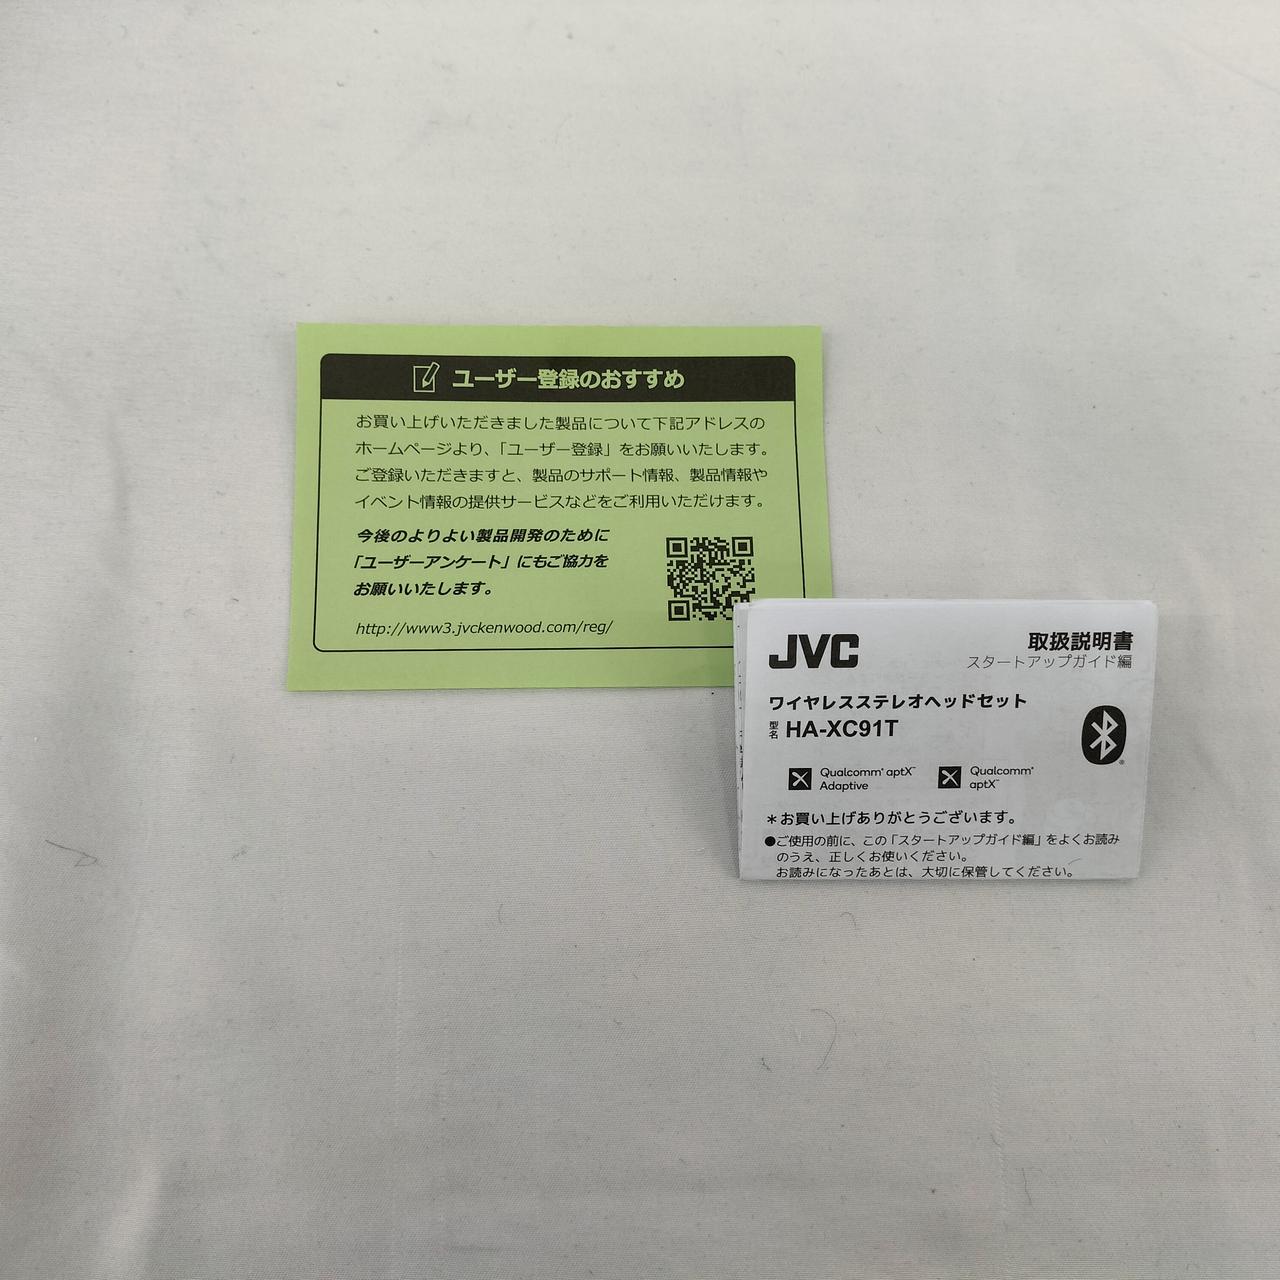 ユーザー登録のおすすめ
お買い上げいただきました製品について下記アドレスの
ホームページより、「ユーザー登録」をお願いいたします。
ご登録いただきますと、製品のサポート情報、製品情報や
イベント情報の提供サービスなどをご利用いただけます。
今後のよりよい製品開発のために
「ユーザーアンケート」にもご協力を
お願いいたします。
http://www3.jvckenwood.com/reg/
JVC
取扱説明書
スタートアップガイド編
ワイヤレスステレオヘッドセット
型名 HA-XC91T
Qualcomm® aptX™
Adaptive
Qualcomm®
aptX™
＊お買い上げありがとうございます。
●ご使用の前に、この「スタートアップガイド編」をよくお読み
のうえ、正しくお使いください。
お読みになったあとは、大切に保管してください。